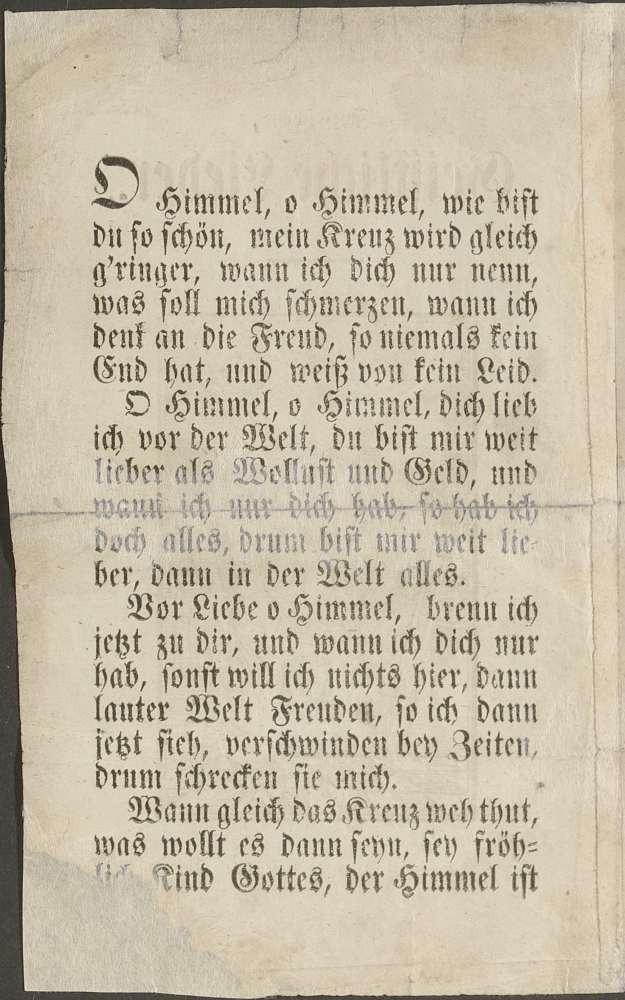 O Himmel, o Himmel, wie bist
du so schön, mein Kreuz wird gleich
g'ringer, wann ich dich nur nenn,
was soll mich schmerzen, wann ich
denk an die Freud, so niemals kein
End hat, und weiß von kein Leid.
O Himmel, o Himmel, dich lieb
ich vor der Welt, du bist mir weit
lieber als Wollust und Geld, und
wann ich nur dich hab, so hab ich
doch alles, drum bist mir weit lie-
ber, dann in der Welt alles.
Vor Liebe o Himmel, brenn ich
jetzt zu dir, und wann ich dich nur
hab, sonst will ich nichts hier, dann
lauter Welt Freuden, so ich dann
jetzt sieh, verschwinden bey Zeiten,
drum schrecken sie mich.
Wann gleich das Kreuz weh thut,
was wollt es dann seyn, sey fröh-
lich Kind Gottes, der Himmel ist